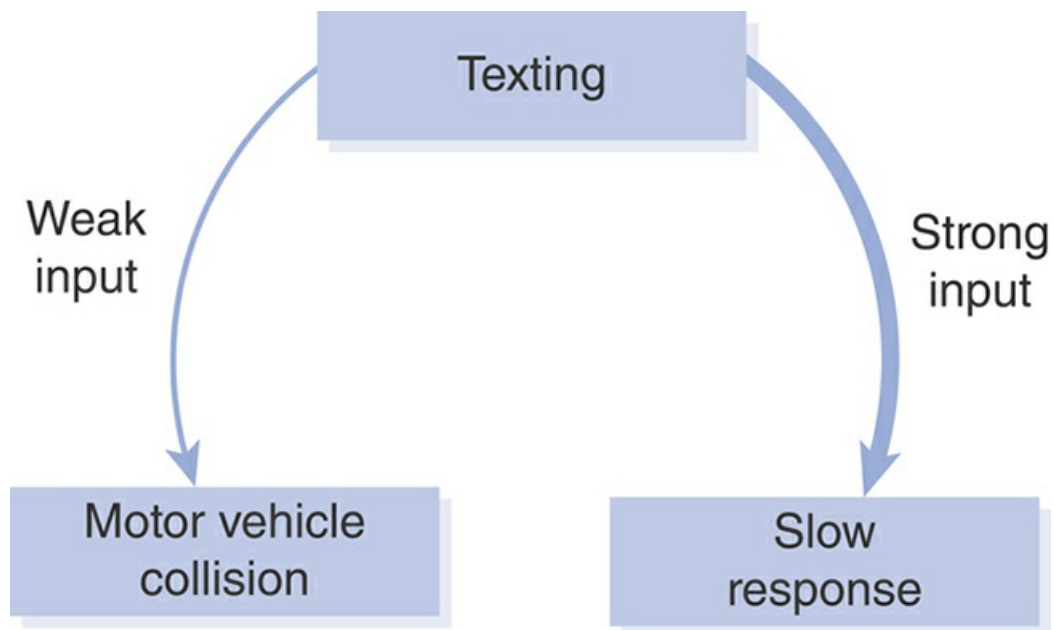 Texting
Weak
input
Strong
input
Motor vehicle
collision
Slow
response